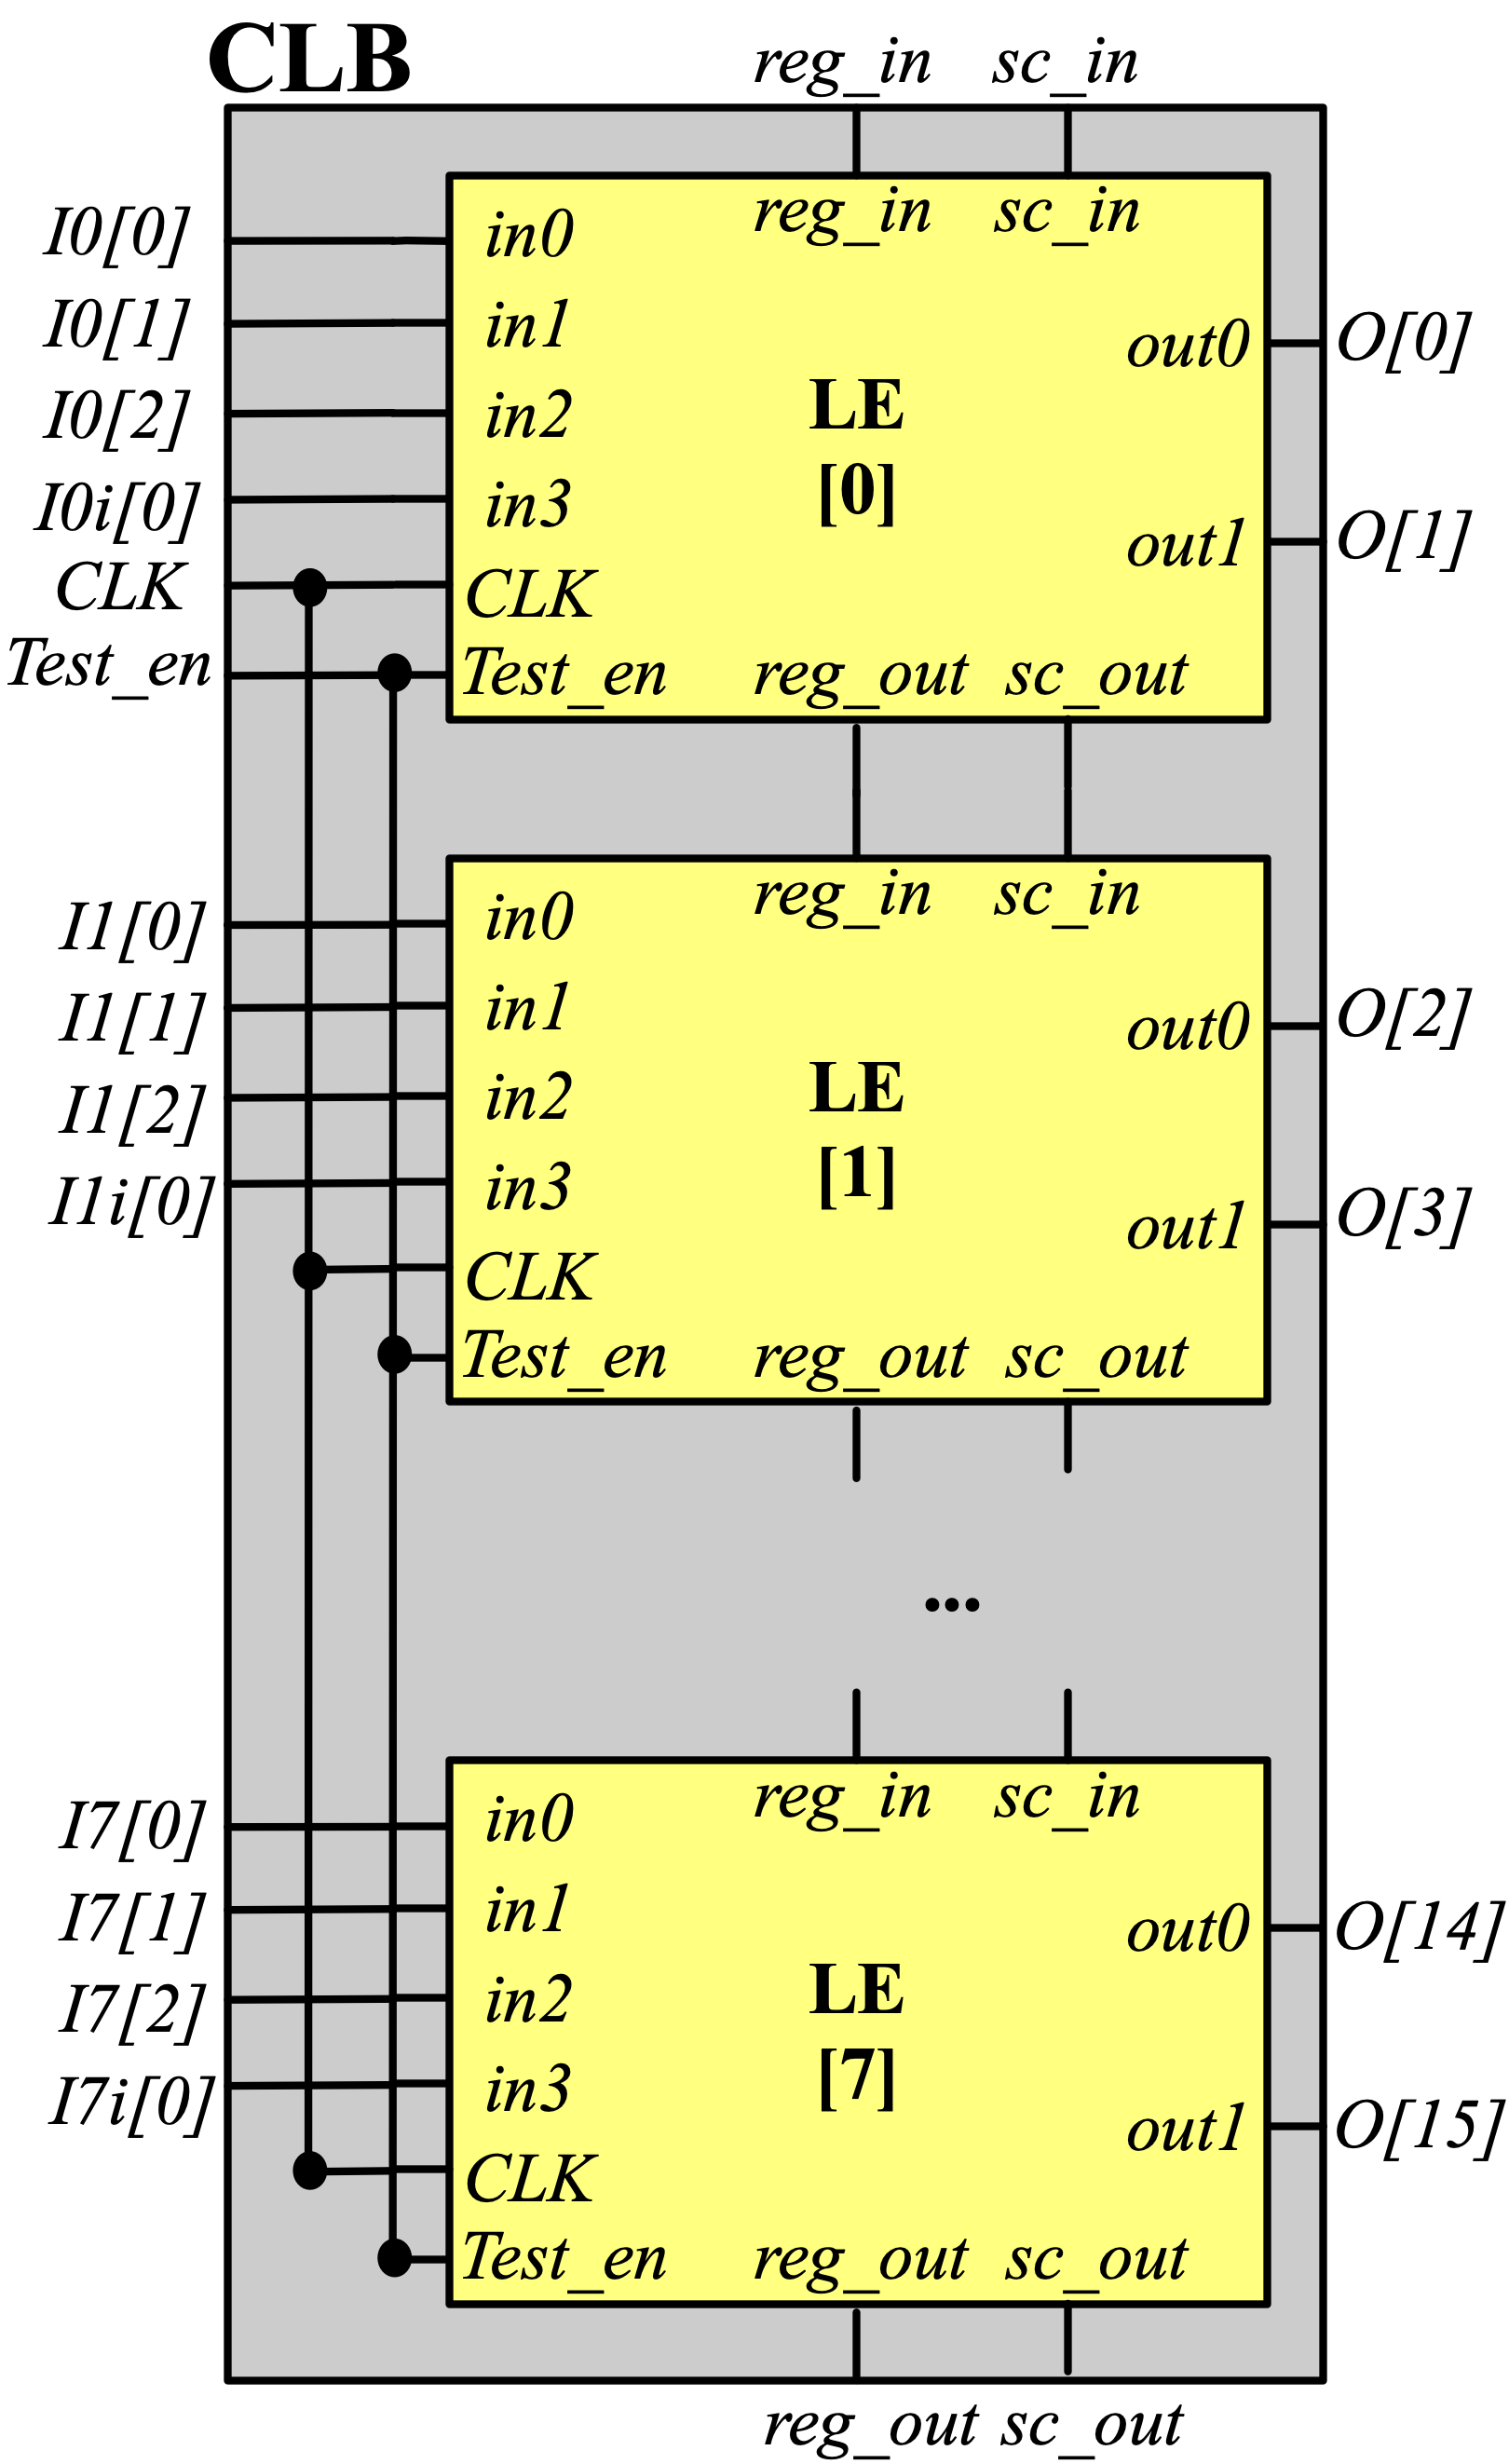 CLB
reg_in sc_in
I0[0] in0 reg_in sc_in
I0[1] in1 out0 O[0]
I0[2] in2 LE
I0i[0] in3 [0] out1 O[1]
CLK CLK
Test_en Test_en reg_out sc_out
I1[0] in0 reg_in sc_in
I1[1] in1 out0 O[2]
I1[2] in2 LE
I1i[0] in3 [1] out1 O[3]
CLK
Test_en reg_out sc_out
...
I7[0] in0 reg_in sc_in
I7[1] in1 out0 O[14]
I7[2] in2 LE
I7i[0] in3 [7] out1 O[15]
CLK
Test_en reg_out sc_out
reg_out sc_out